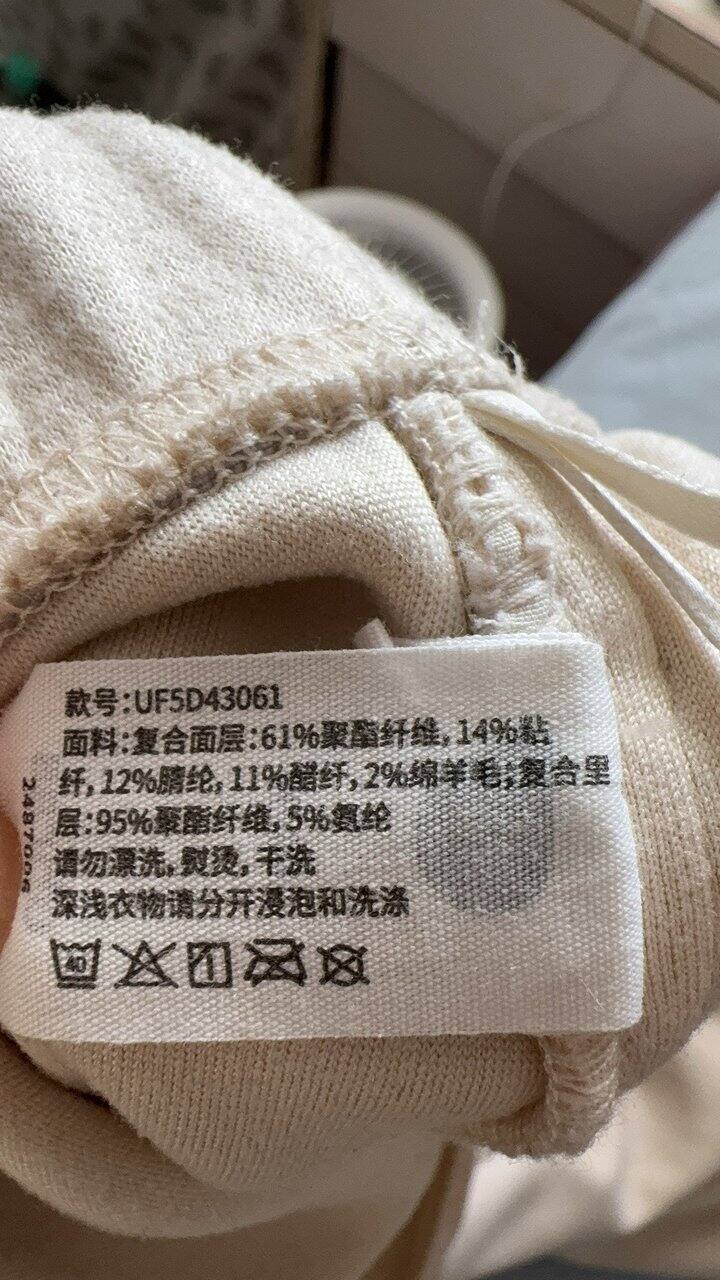 款号:UF5D43061
面料:复合面层:61%聚酯纤维, 14%粘
纤, 12%腈纶, 11%醋纤, 2%绵羊毛;复合里
层:95%聚酯纤维, 5%氨纶
请勿漂洗, 熨烫, 干洗
深浅衣物请分开浸泡和洗涤
40
2487006